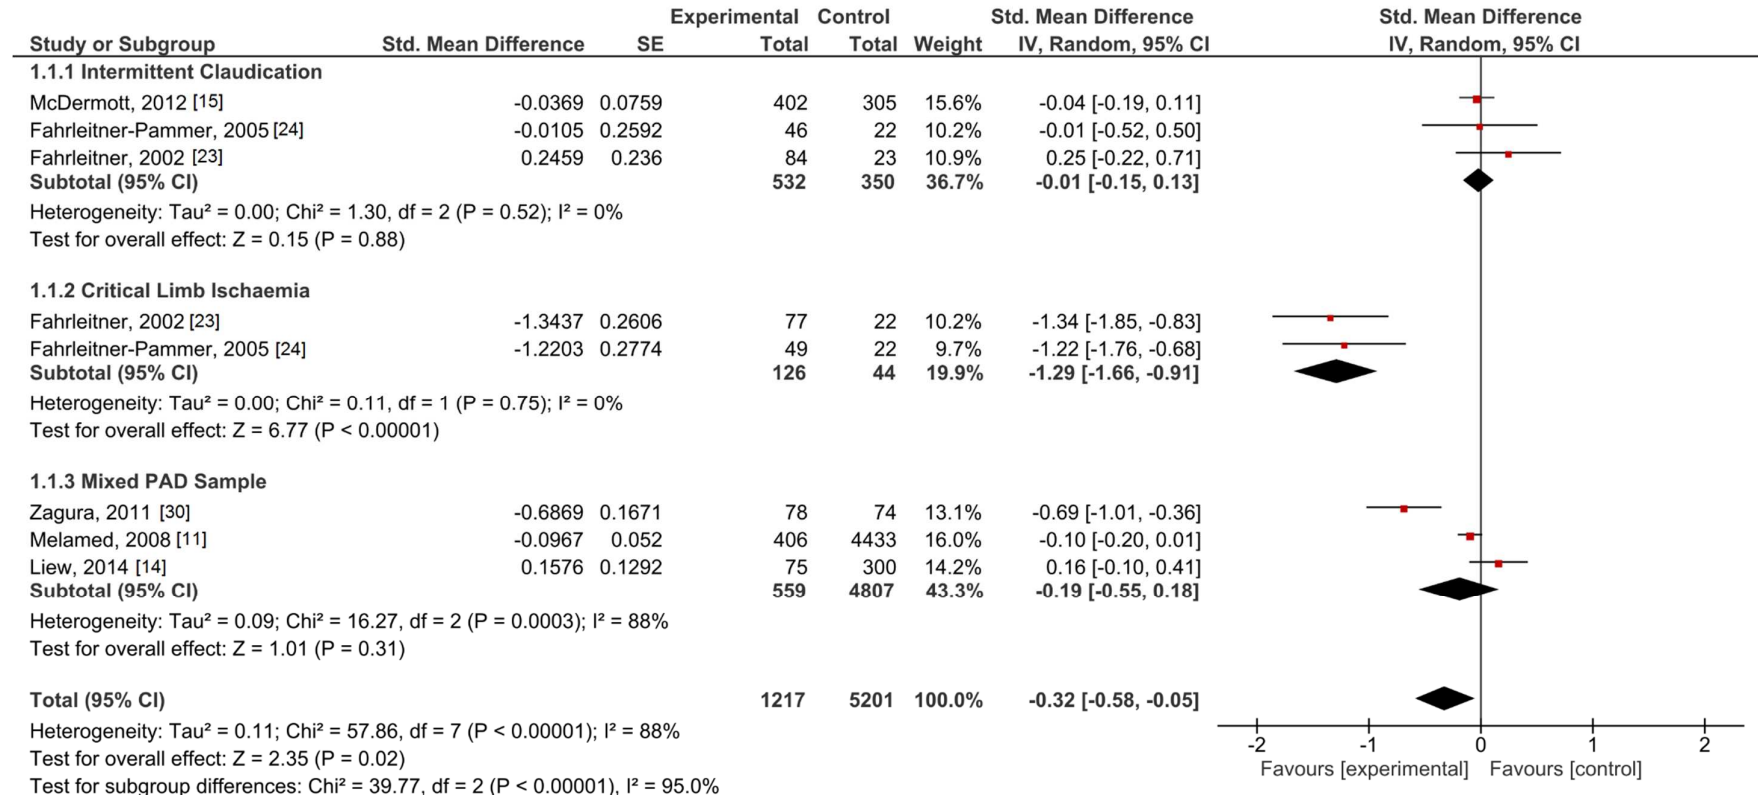 Experimental Control Std. Mean Difference Std. Mean Difference
Study or Subgroup Std. Mean Difference SE Total Total Weight IV, Random, 95% CI IV, Random, 95% CI
1.1.1 Intermittent Claudication
McDermott, 2012 [15] -0.0369 0.0759 402 305 15.6% -0.04 [-0.19, 0.11]
Fahrleitner-Pammer, 2005 [24] -0.0105 0.2592 46 22 10.2% -0.01 [-0.52, 0.50]
Fahrleitner, 2002 [23] 0.2459 0.236 84 23 10.9% 0.25 [-0.22, 0.71]
Subtotal (95% CI) 532 350 36.7% -0.01 [-0.15, 0.13]
Heterogeneity: Tau² = 0.00; Chi² = 1.30, df = 2 (P = 0.52); I² = 0%
Test for overall effect: Z = 0.15 (P = 0.88)
1.1.2 Critical Limb Ischaemia
Fahrleitner, 2002 [23] -1.3437 0.2606 77 22 10.2% -1.34 [-1.85, -0.83]
Fahrleitner-Pammer, 2005 [24] -1.2203 0.2774 49 22 9.7% -1.22 [-1.76, -0.68]
Subtotal (95% CI) 126 44 19.9% -1.29 [-1.66, -0.91]
Heterogeneity: Tau² = 0.00; Chi² = 0.11, df = 1 (P = 0.75); I² = 0%
Test for overall effect: Z = 6.77 (P < 0.00001)
1.1.3 Mixed PAD Sample
Zagura, 2011 [30] -0.6869 0.1671 78 74 13.1% -0.69 [-1.01, -0.36]
Melamed, 2008 [11] -0.0967 0.052 406 4433 16.0% -0.10 [-0.20, 0.01]
Liew, 2014 [14] 0.1576 0.1292 75 300 14.2% 0.16 [-0.10, 0.41]
Subtotal (95% CI) 559 4807 43.3% -0.19 [-0.55, 0.18]
Heterogeneity: Tau² = 0.09; Chi² = 16.27, df = 2 (P = 0.0003); I² = 88%
Test for overall effect: Z = 1.01 (P = 0.31)
Total (95% CI) 1217 5201 100.0% -0.32 [-0.58, -0.05]
Heterogeneity: Tau² = 0.11; Chi² = 57.86, df = 7 (P < 0.00001); I² = 88%
Test for overall effect: Z = 2.35 (P = 0.02)
Test for subgroup differences: Chi² = 39.77, df = 2 (P < 0.00001), I² = 95.0%
-2 -1 0 1 2
Favours [experimental] Favours [control]